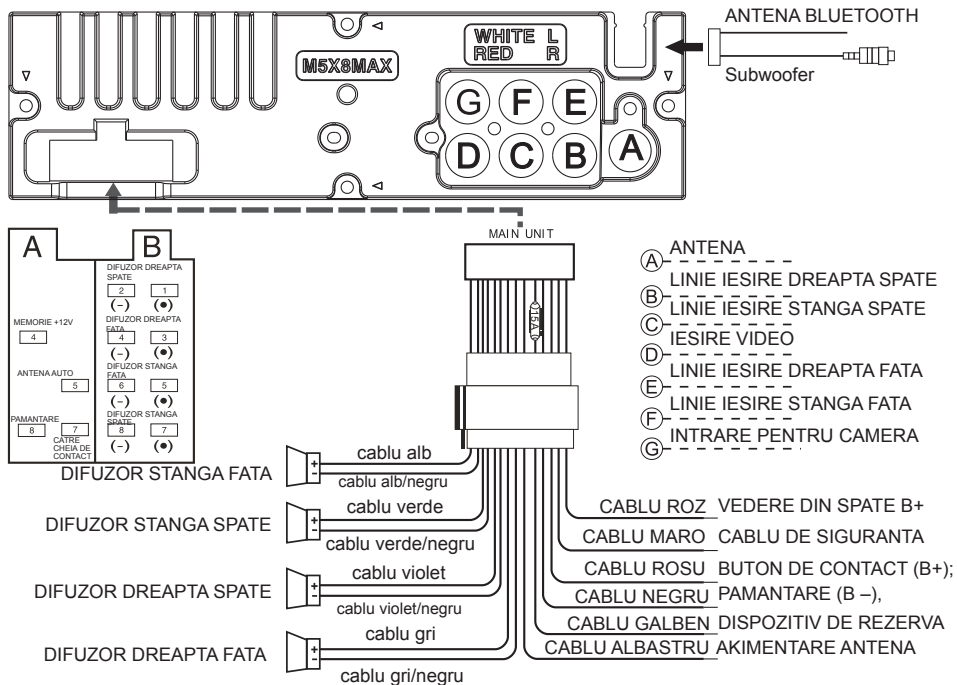 ANTENA BLUETOOTH
Subwoofer
WHITE L
RED R
M5X8MAX
G F E
D C B A
MAIN UNIT
15A
A
B
DIFUZOR DREAPTA
SPATE
2 1
(-) (●)
MEMORIE +12V
4
DIFUZOR DREAPTA
FATA
4 3
(-) (●)
ANTENA AUTO
5
DIFUZOR STANGA
FATA
6 5
(-) (●)
PAMANTARE
8 7
CATRE
CHEIA DE
CONTACT
DIFUZOR STANGA
SPATE
8 7
(-) (●)
A ANTENA
B LINIE IESIRE DREAPTA SPATE
C LINIE IESIRE STANGA SPATE
D IESIRE VIDEO
E LINIE IESIRE DREAPTA FATA
F LINIE IESIRE STANGA FATA
G INTRARE PENTRU CAMERA
DIFUZOR STANGA FATA
+
-
cablu alb
cablu alb/negru
DIFUZOR STANGA SPATE
+
-
cablu verde
cablu verde/negru
DIFUZOR DREAPTA SPATE
+
-
cablu violet
cablu violet/negru
DIFUZOR DREAPTA FATA
+
-
cablu gri
cablu gri/negru
CABLU ROZ VEDERE DIN SPATE B+
CABLU MARO CABLU DE SIGURANTA
CABLU ROSU BUTON DE CONTACT (B+);
CABLU NEGRU PAMANTARE (B –),
CABLU GALBEN DISPOZITIV DE REZERVA
CABLU ALBASTRU AKIMENTARE ANTENA